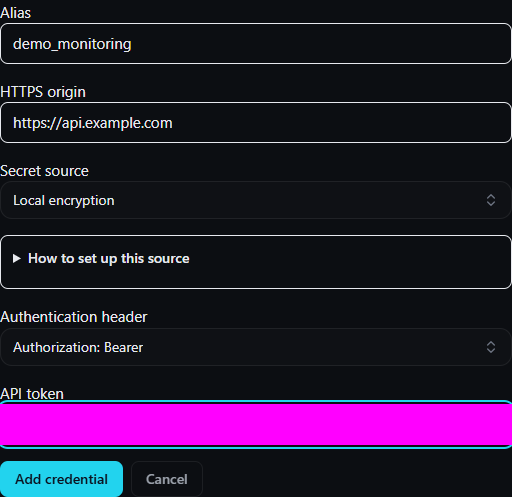 Alias
demo_monitoring
HTTPS origin
https://api.example.com
Secret source
Local encryption
How to set up this source
Authentication header
Authorization: Bearer
API token
Add credential
Cancel